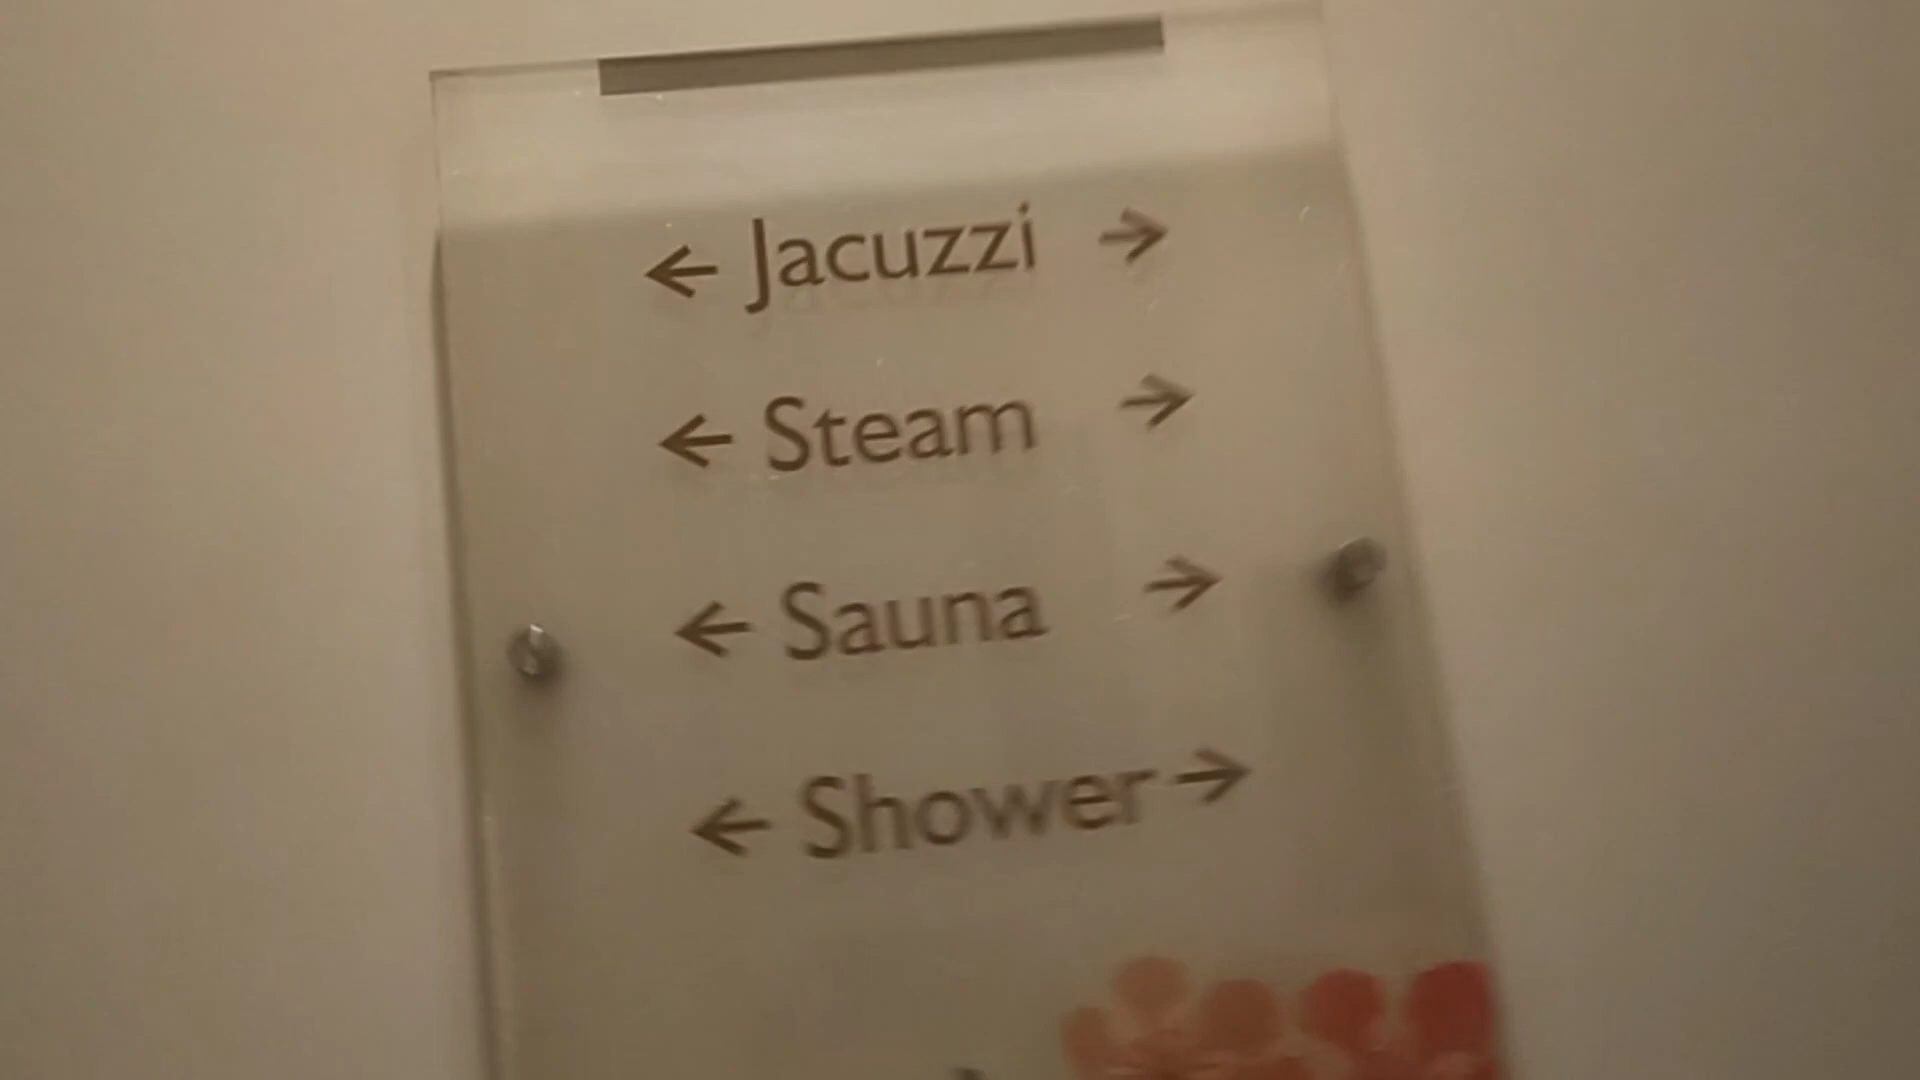 ← Jacuzzi →
← Steam →
← Sauna →
← Shower →